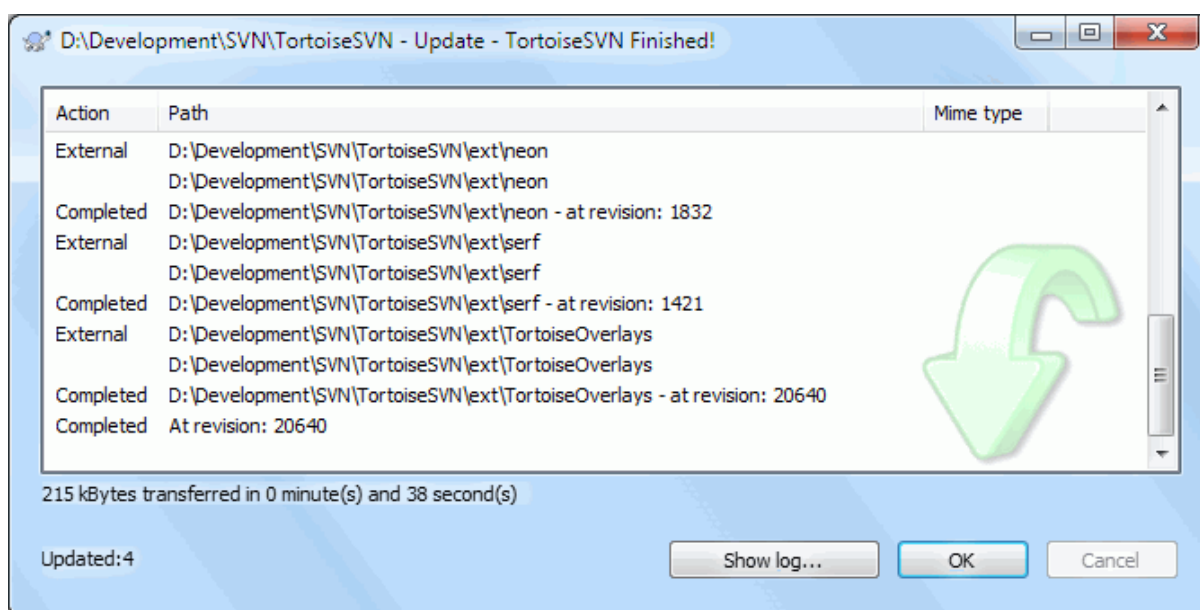 D:\Development\SVN\TortoiseSVN - Update - TortoiseSVN Finished!
Action Path Mime type
External D:\Development\SVN\TortoiseSVN\ext\neon
D:\Development\SVN\TortoiseSVN\ext\neon
Completed D:\Development\SVN\TortoiseSVN\ext\neon - at revision: 1832
External D:\Development\SVN\TortoiseSVN\ext\serf
D:\Development\SVN\TortoiseSVN\ext\serf
Completed D:\Development\SVN\TortoiseSVN\ext\serf - at revision: 1421
External D:\Development\SVN\TortoiseSVN\ext\TortoiseOverlays
D:\Development\SVN\TortoiseSVN\ext\TortoiseOverlays
Completed D:\Development\SVN\TortoiseSVN\ext\TortoiseOverlays - at revision: 20640
Completed At revision: 20640
215 kBytes transferred in 0 minute(s) and 38 second(s)
Updated:4 Show log... OK Cancel